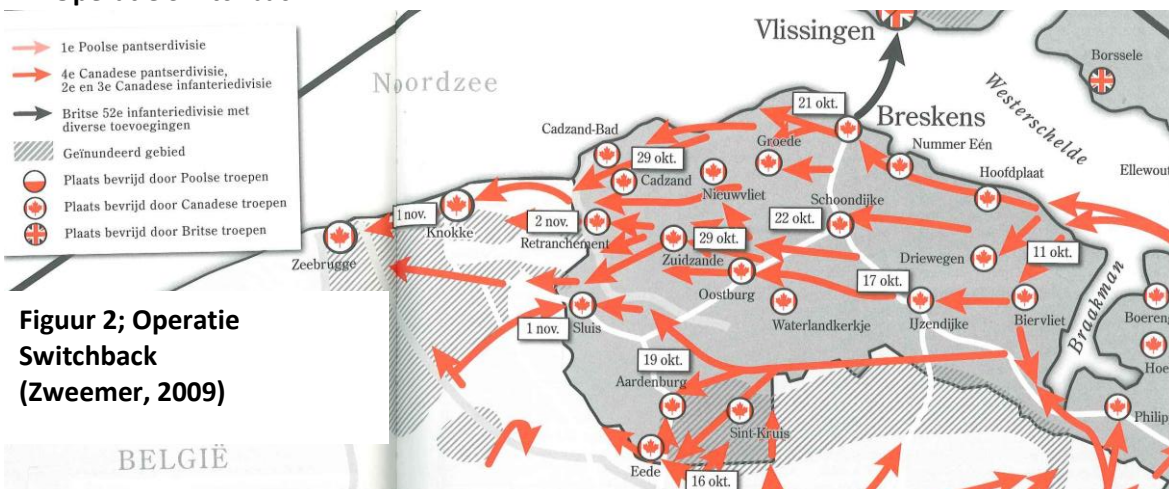 1e Poolse pantserdivisie
4e Canadese pantserdivisie,
2e en 3e Canadese infanteriedivisie
Britse 52e infanteriedivisie met
diverse toevoegingen
Geïnundeerd gebied
Plaats bevrijd door Poolse troepen
Plaats bevrijd door Canadese troepen
Plaats bevrijd door Britse troepen
Noordzee
Vlissingen
Borssele
Westerschelde
21 okt.
Breskens
Cadzand-Bad
Groede
Nummer Eén
29 okt.
Hoofdplaat
Ellewout
Cadzand
Nieuwvliet
Schoondijke
1 nov.
Knokke
2 nov.
Retranchement
22 okt.
29 okt.
Zuidzande
Driewegen
11 okt.
Zeebrugge
Oostburg
17 okt.
Braakman
1 nov.
Sluis
Waterlandkerkje
IJzendijke
Biervliet
Boereng
Figuur 2; Operatie
Switchback
(Zweemer, 2009)
19 okt.
Aardenburg
Hoe
Sint-Kruis
Philip
BELGIË
Eede
16 okt.